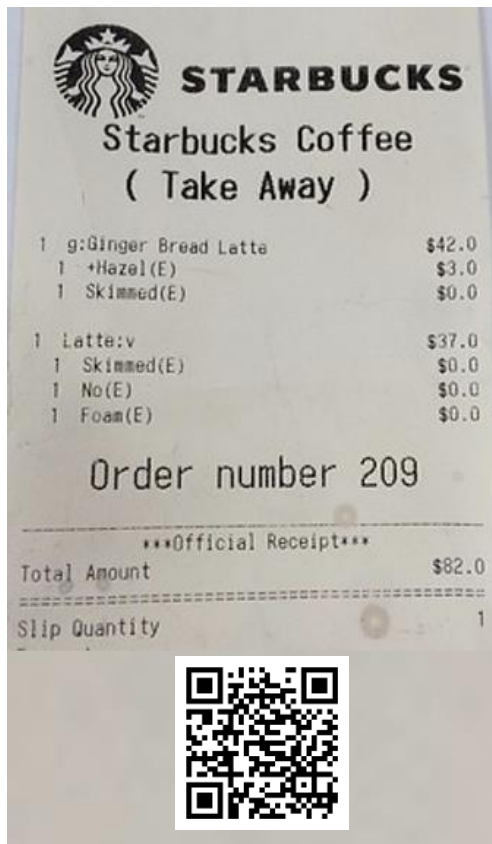 STARBUCKS
Starbucks Coffee
( Take Away )
1 g:Ginger Bread Latte $42.0
1 +Hazel(E) $3.0
1 Skimmed(E) $0.0
1 Latte:v $37.0
1 Skimmed(E) $0.0
1 No(E) $0.0
1 Foam(E) $0.0
Order number 209
***Official Receipt***
Total Amount $82.0
Slip Quantity 1